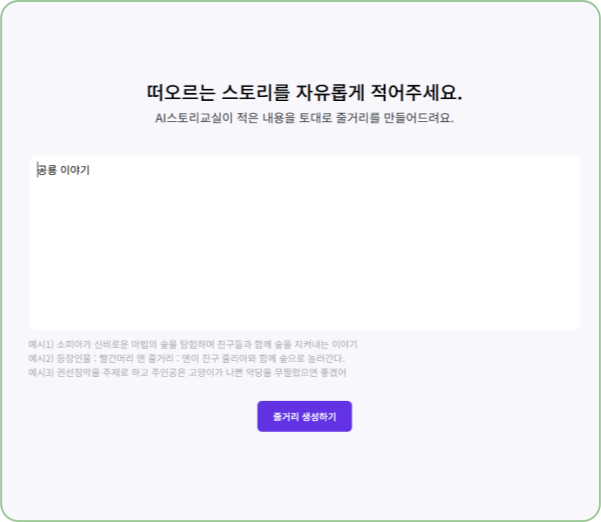 떠오르는 스토리를 자유롭게 적어주세요.
AI스토리교실이 적은 내용을 토대로 줄거리를 만들어드려요.
공룡 이야기
예시1) 소피아가 신비로운 마법의 숲을 탐험하며 친구들과 함께 숲을 지켜내는 이야기
예시2) 등장인물 : 빨간머리 앤 줄거리 : 앤이 친구 줄리아와 함께 숲으로 놀러간다.
예시3) 권선징악을 주제로 하고 주인공은 고양이가 나쁜 악당을 무찔렀으면 좋겠어
줄거리 생성하기